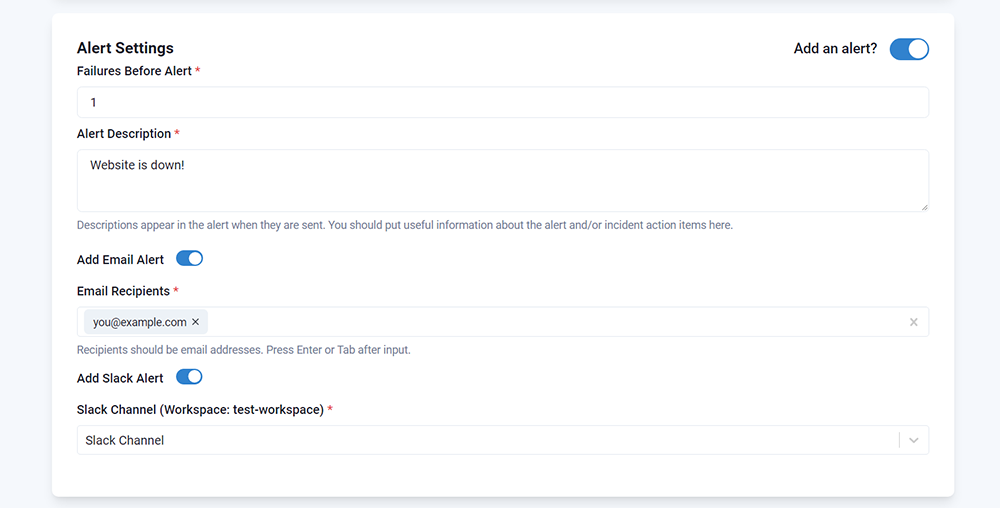 Alert Settings
Add an alert?
Failures Before Alert *
1
Alert Description *
Website is down!
Descriptions appear in the alert when they are sent. You should put useful information about the alert and/or incident action items here.
Add Email Alert
Email Recipients *
you@example.com ×
Recipients should be email addresses. Press Enter or Tab after input.
Add Slack Alert
Slack Channel (Workspace: test-workspace) *
Slack Channel